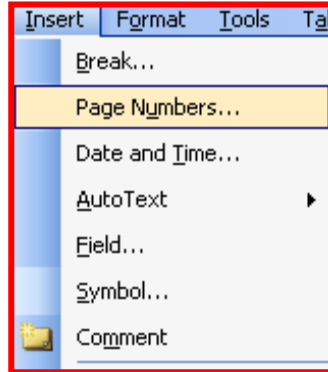 Insert Format Tools Ta
Break...
Page Numbers...
Date and Time...
AutoText
Field...
Symbol...
Comment